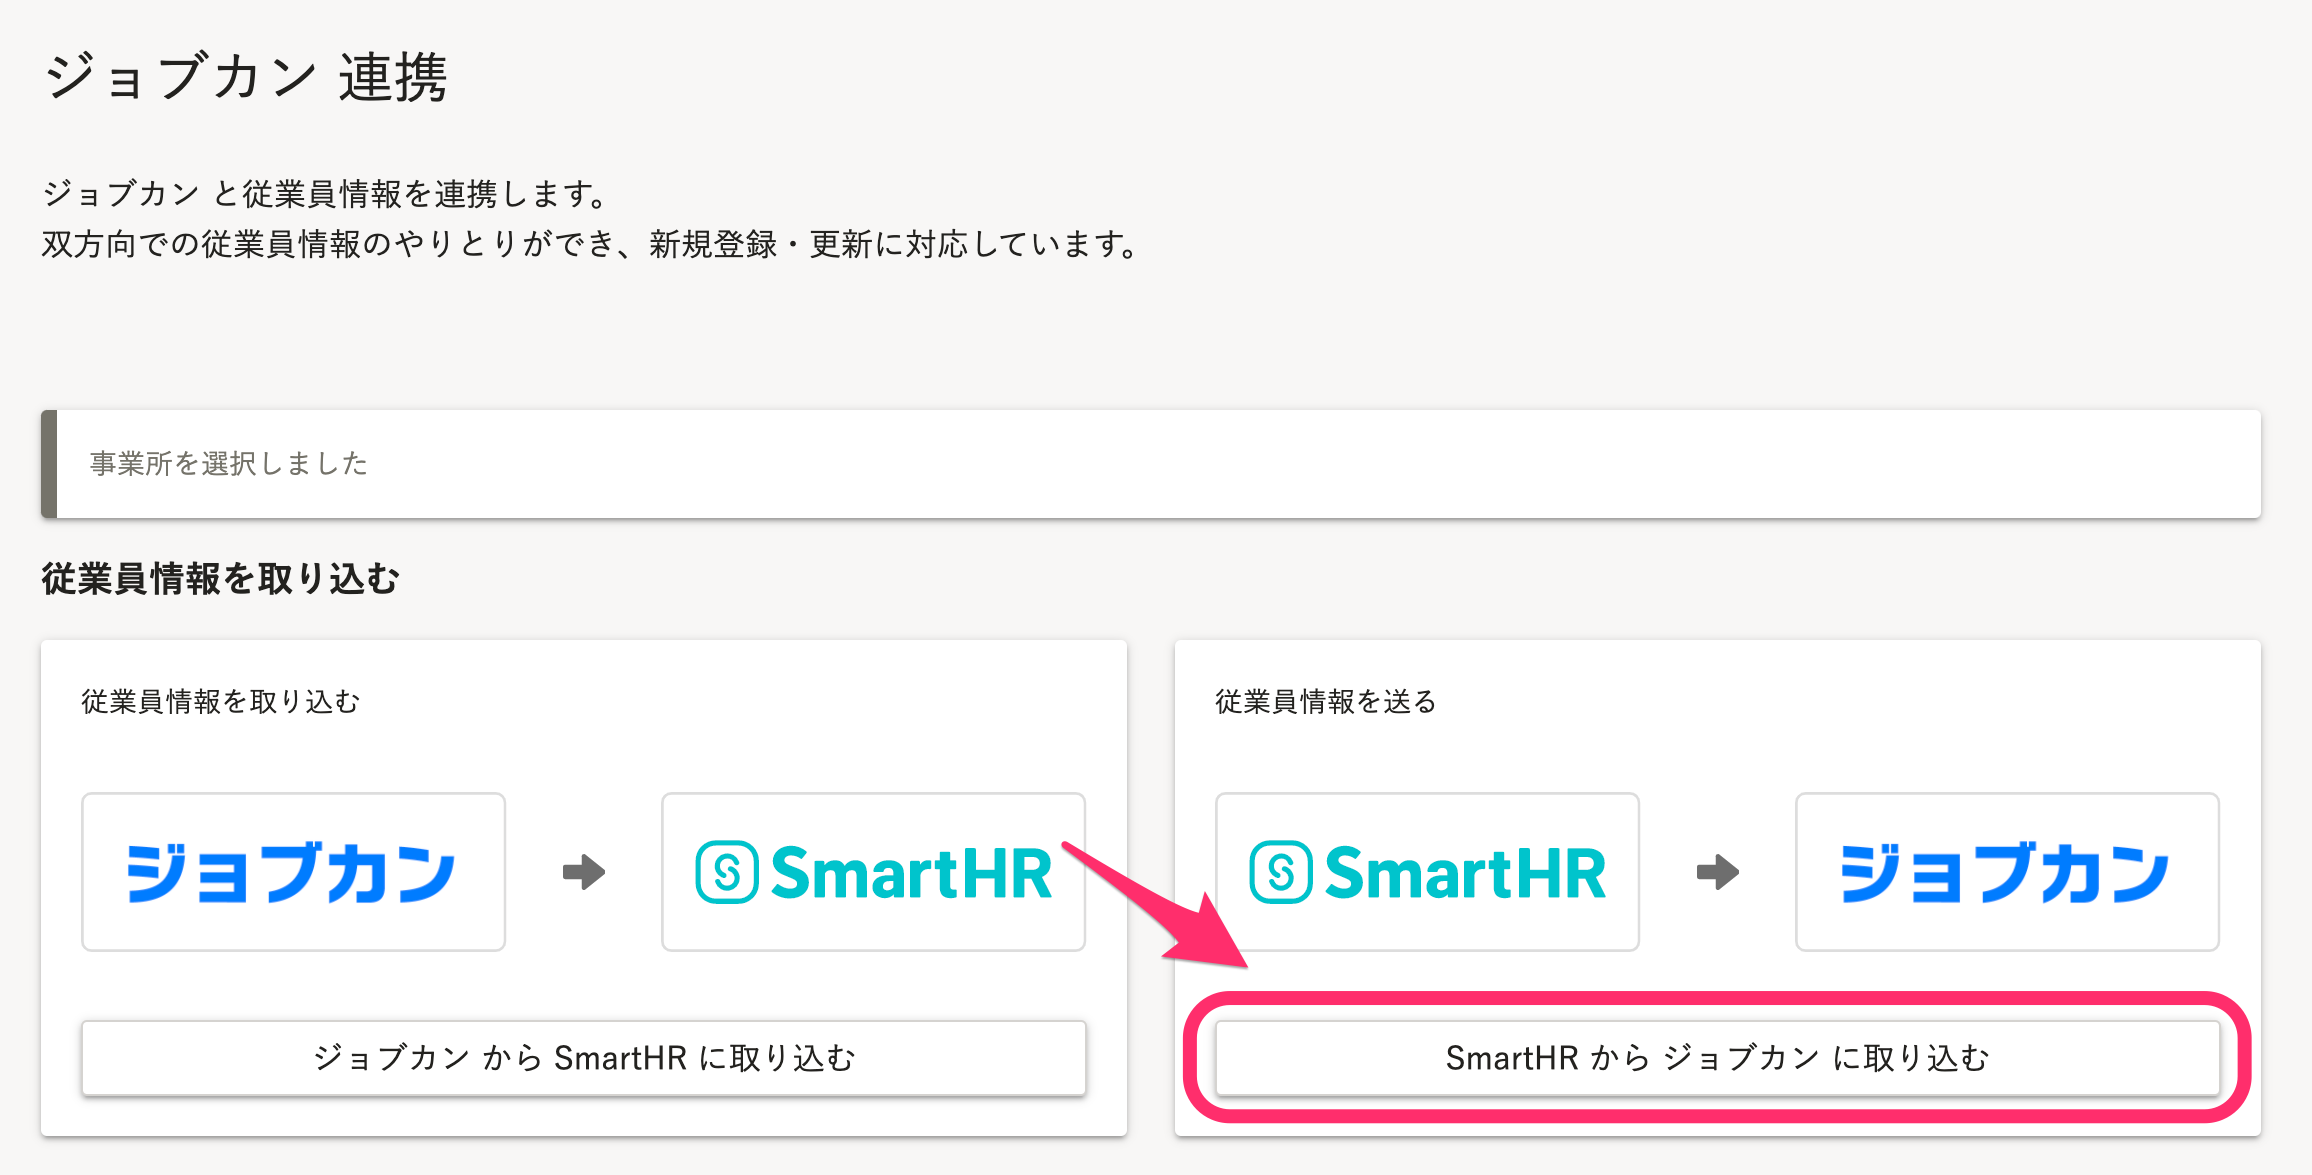 ジョブカン 連携
ジョブカン と従業員情報を連携します。
双方向での従業員情報のやりとりができ、新規登録・更新に対応しています。
事業所を選択しました
従業員情報を取り込む
従業員情報を取り込む
ジョブカン
SmartHR
ジョブカン から SmartHR に取り込む
従業員情報を送る
SmartHR
ジョブカン
SmartHR から ジョブカン に取り込む